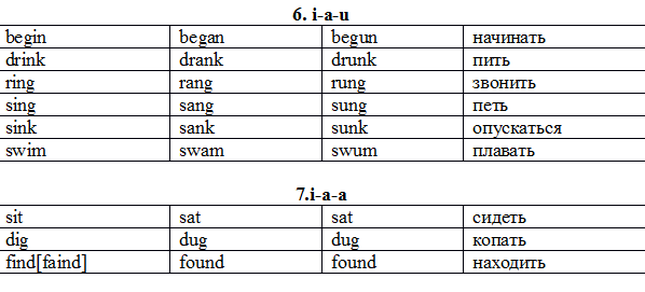 6. i-a-u
begin began begun начинать
drink drank drunk пить
ring rang rung звонить
sing sang sung петь
sink sank sunk опускаться
swim swam swum плавать
7.i-a-a
sit sat sat сидеть
dig dug dug копать
find[faind] found found находить